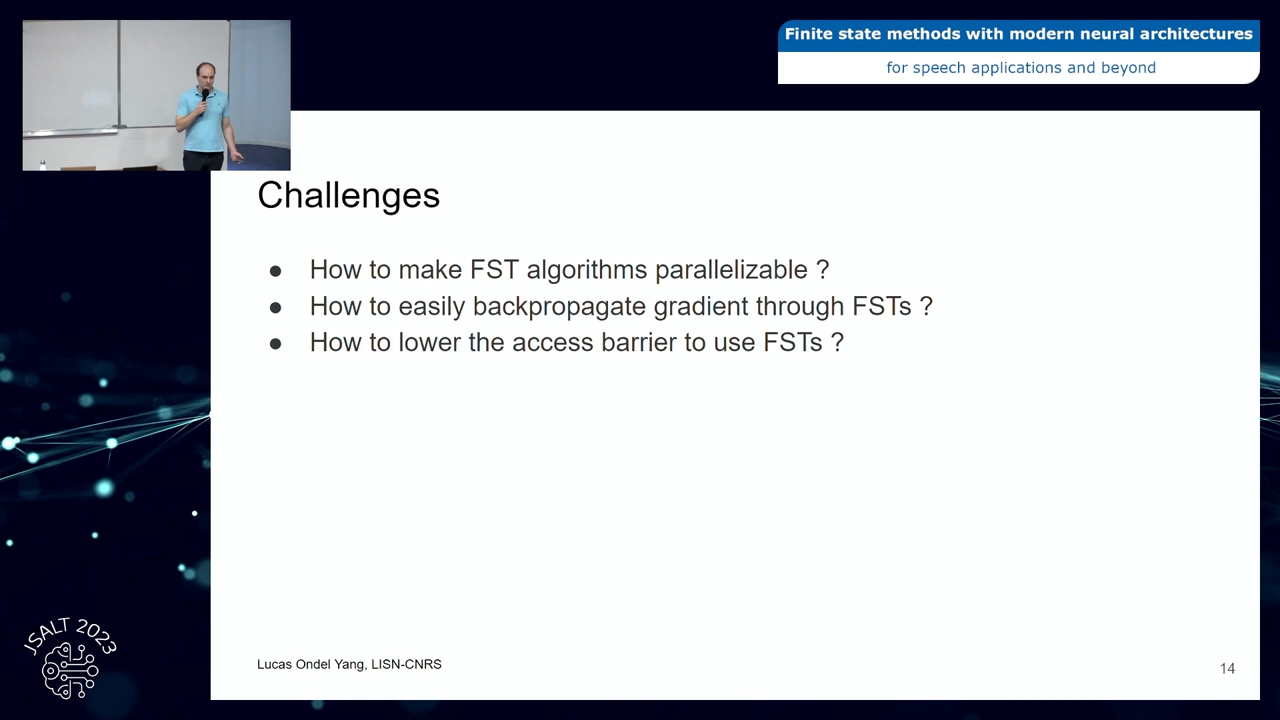 Finite state methods with modern neural architectures
for speech applications and beyond
Challenges
● How to make FST algorithms parallelizable ?
● How to easily backpropagate gradient through FSTs ?
● How to lower the access barrier to use FSTs ?
JSALT 2023
Lucas Ondel Yang, LISN-CNRS
14